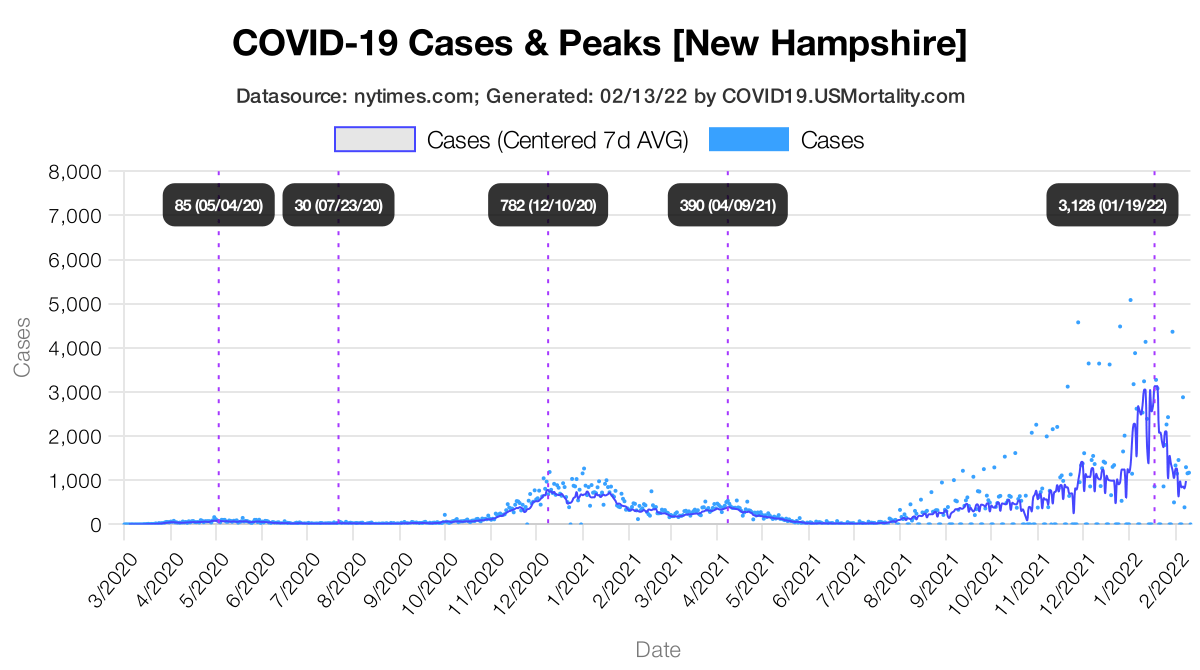 COVID-19 Cases & Peaks [New Hampshire]
Datasource: nytimes.com; Generated: 02/13/22 by COVID19.USMortality.com
Cases (Centered 7d AVG) Cases
8,000
7,000
6,000
5,000
4,000
3,000
2,000
1,000
0
Cases
85 (05/04/20) 30 (07/23/20) 782 (12/10/20) 390 (04/09/21) 3,128 (01/19/22)
3/2020 4/2020 5/2020 6/2020 7/2020 8/2020 9/2020 10/2020 11/2020 12/2020 1/2021 2/2021 3/2021 4/2021 5/2021 6/2021 7/2021 8/2021 9/2021 10/2021 11/2021 12/2021 1/2022 2/2022
Date